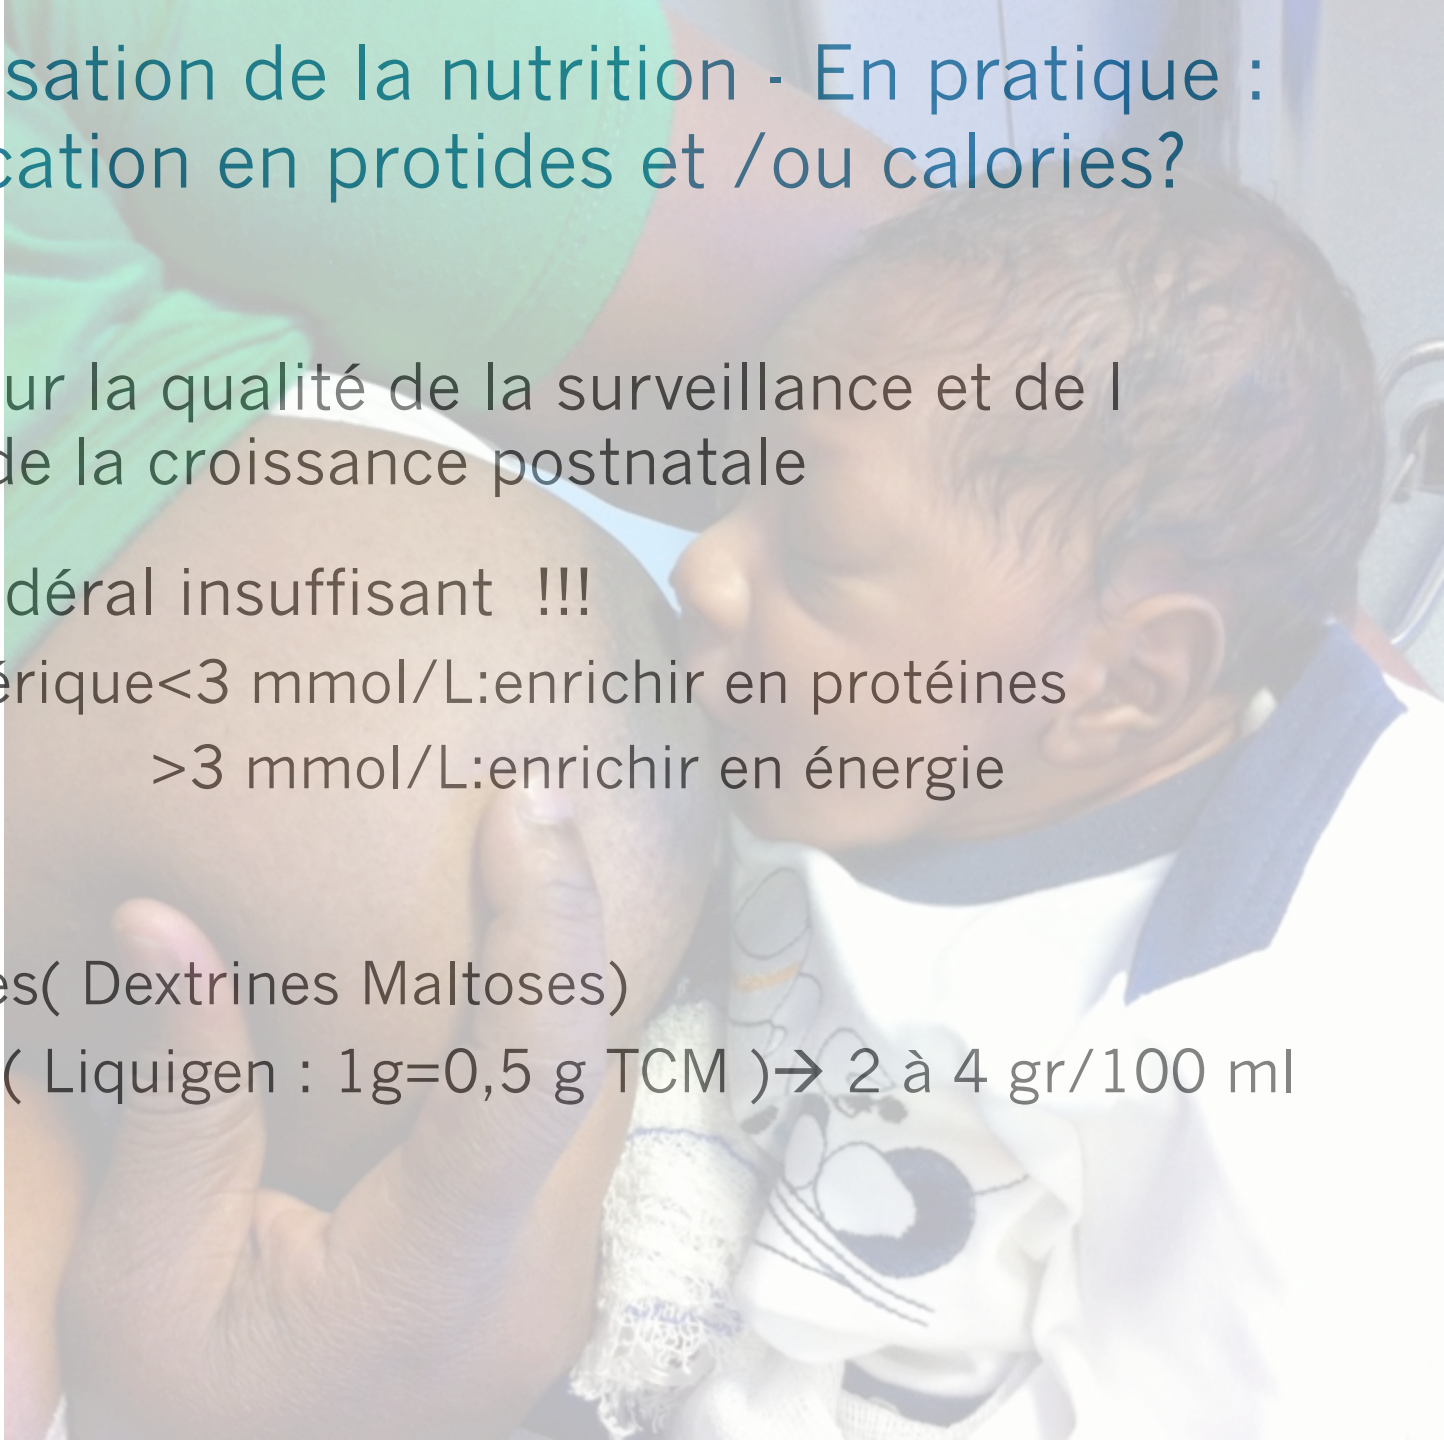 sation de la nutrition - En pratique :
cation en protides et /ou calories?
ur la qualité de la surveillance et de l
de la croissance postnatale
déral insuffisant !!!
érique<3 mmol/L:enrichir en protéines
>3 mmol/L:enrichir en énergie
es( Dextrines Maltoses)
( Liquigen : 1g=0,5 g TCM )→ 2 à 4 gr/100 ml